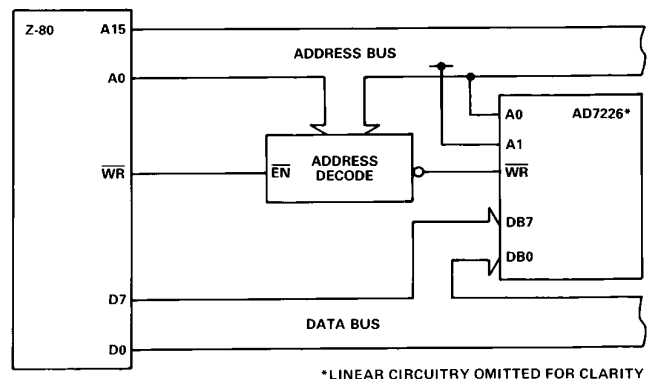 Z-80
A15
ADDRESS BUS
A0
A0
AD7226*
A1
WR
EN
ADDRESS
DECODE
WR
DB7
DB0
D7
DATA BUS
D0
*LINEAR CIRCUITRY OMITTED FOR CLARITY